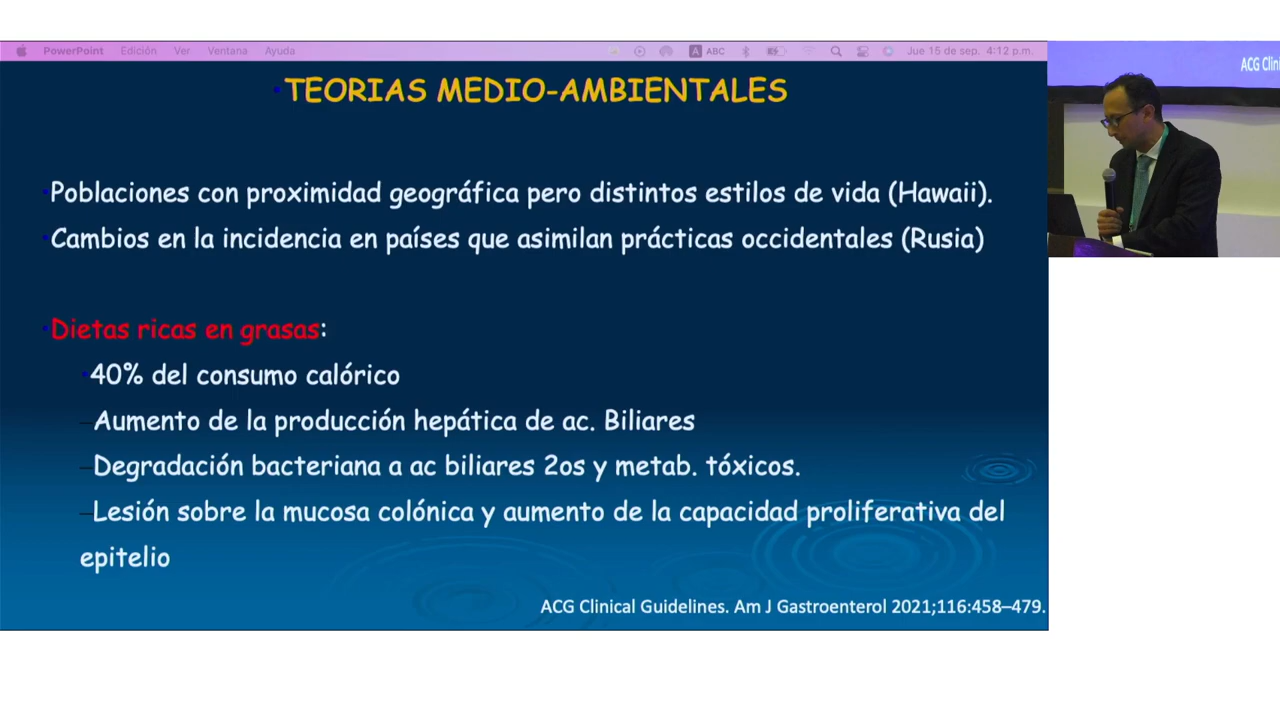 PowerPoint Edición Ver Ventana Ayuda A ABC Jue 15 de sep. 4:12 p.m.
ACG Clin
•TEORIAS MEDIO-AMBIENTALES
•Poblaciones con proximidad geográfica pero distintos estilos de vida (Hawaii).
•Cambios en la incidencia en países que asimilan prácticas occidentales (Rusia)
•Dietas ricas en grasas:
•40% del consumo calórico
–Aumento de la producción hepática de ac. Biliares
–Degradación bacteriana a ac biliares 2os y metab. tóxicos.
–Lesión sobre la mucosa colónica y aumento de la capacidad proliferativa del
epitelio
ACG Clinical Guidelines. Am J Gastroenterol 2021;116:458–479.